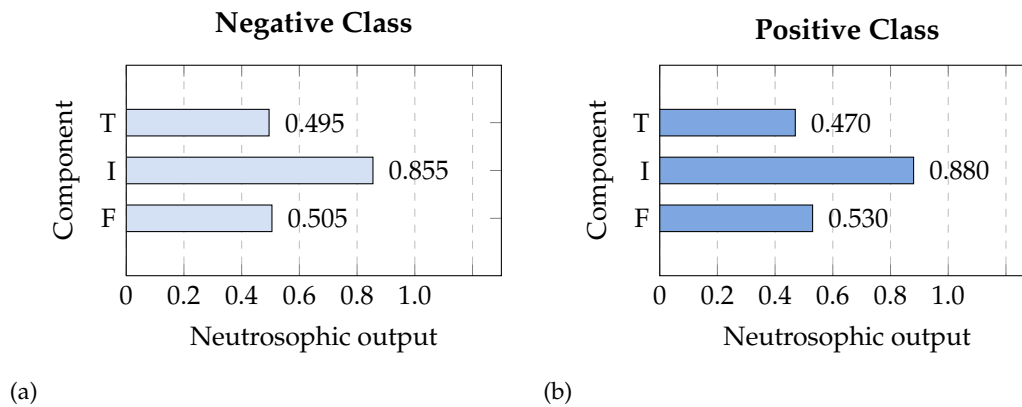 Negative Class
Component
T
0.495
I
0.855
F
0.505
0 0.2 0.4 0.6 0.8 1.0
Neutrosophic output
(a)
Positive Class
Component
T
0.470
I
0.880
F
0.530
0 0.2 0.4 0.6 0.8 1.0
Neutrosophic output
(b)